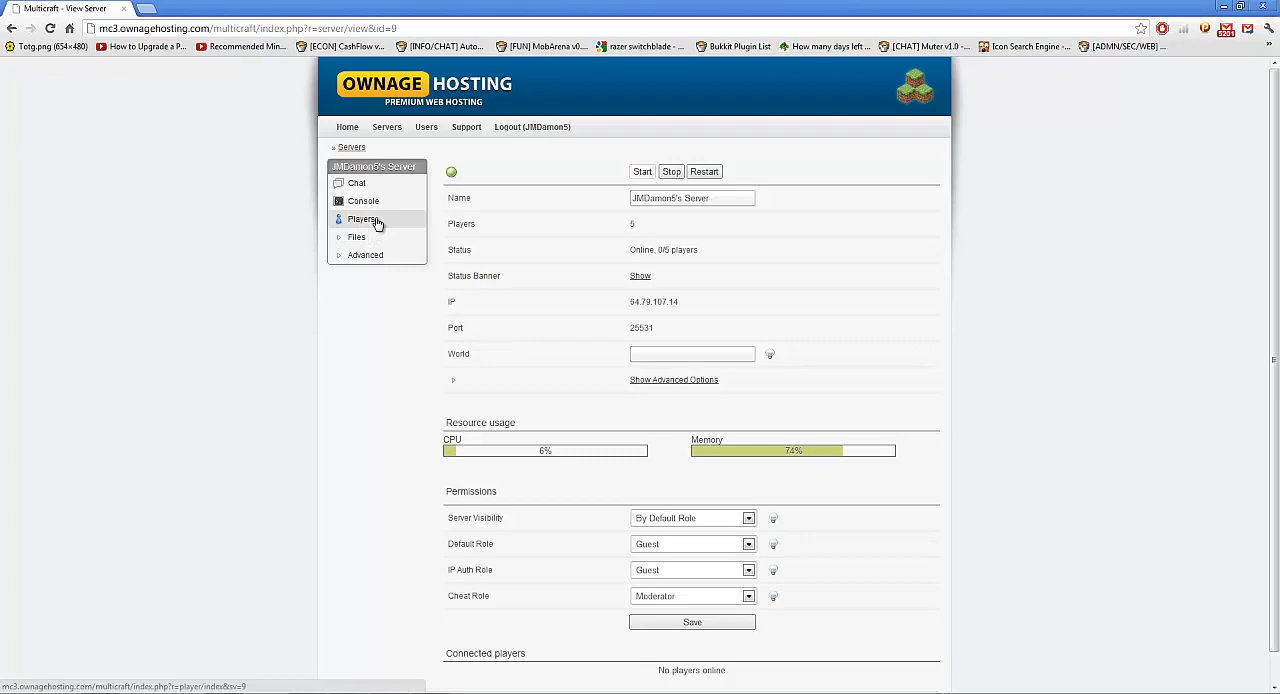 Multicraft - View Server
mc3.ownagehosting.com/multicraft/index.php?r=server/view&id=9
5201
Totg.png (654×480)
How to Upgrade a P...
Recommended Min...
[ECON] CashFlow v...
[INFO/CHAT] Auto...
[FUN] MobArena v0...
razer switchblade - ...
Bukkit Plugin List
How many days left ...
[CHAT] Muter v1.0- ...
Icon Search Engine -...
[ADMN/SEC/WEB] ...
OWNAGE HOSTING
PREMIUM WEB HOSTING
Home Servers Users Support Logout (JMDamon5)
» Servers
JMDamon5's Server
Chat
Console
Players
Files
Advanced
Start Stop Restart
Name JMDamon5's Server
Players 5
Status Online, 0/5 players
Status Banner Show
IP 64.79.107.14
Port 25531
World
Show Advanced Options
Resource usage
CPU Memory
6% 74%
Permissions
Server Visibility By Default Role
Default Role Guest
IP Auth Role Guest
Cheat Role Moderator
Save
Connected players
No players online
mc3.ownagehosting.com/multicraft/index.php?r=player/index&sv=9